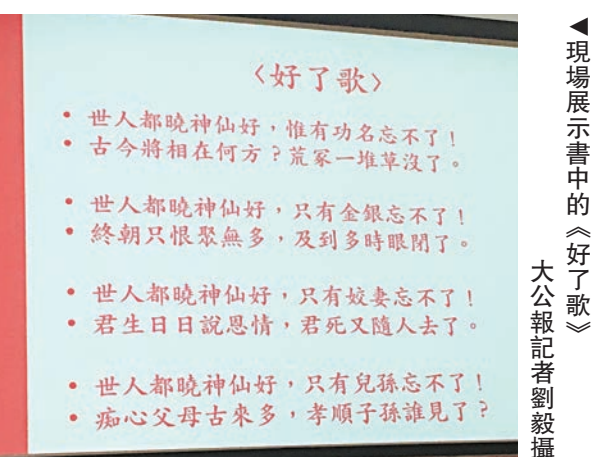 〈好了歌〉
• 世人都曉神仙好，惟有功名忘不了！
• 古今將相在何方？荒冢一堆草沒了。
• 世人都曉神仙好，只有金銀忘不了！
• 終朝只恨聚無多，及到多時眼閉了。
• 世人都曉神仙好，只有姣妻忘不了！
• 君生日日說恩情，君死又隨人去了。
• 世人都曉神仙好，只有兒孫忘不了！
• 痴心父母古來多，孝順子孫誰見了？
◀現場展示書中的《好了歌》
大公報記者劉毅攝